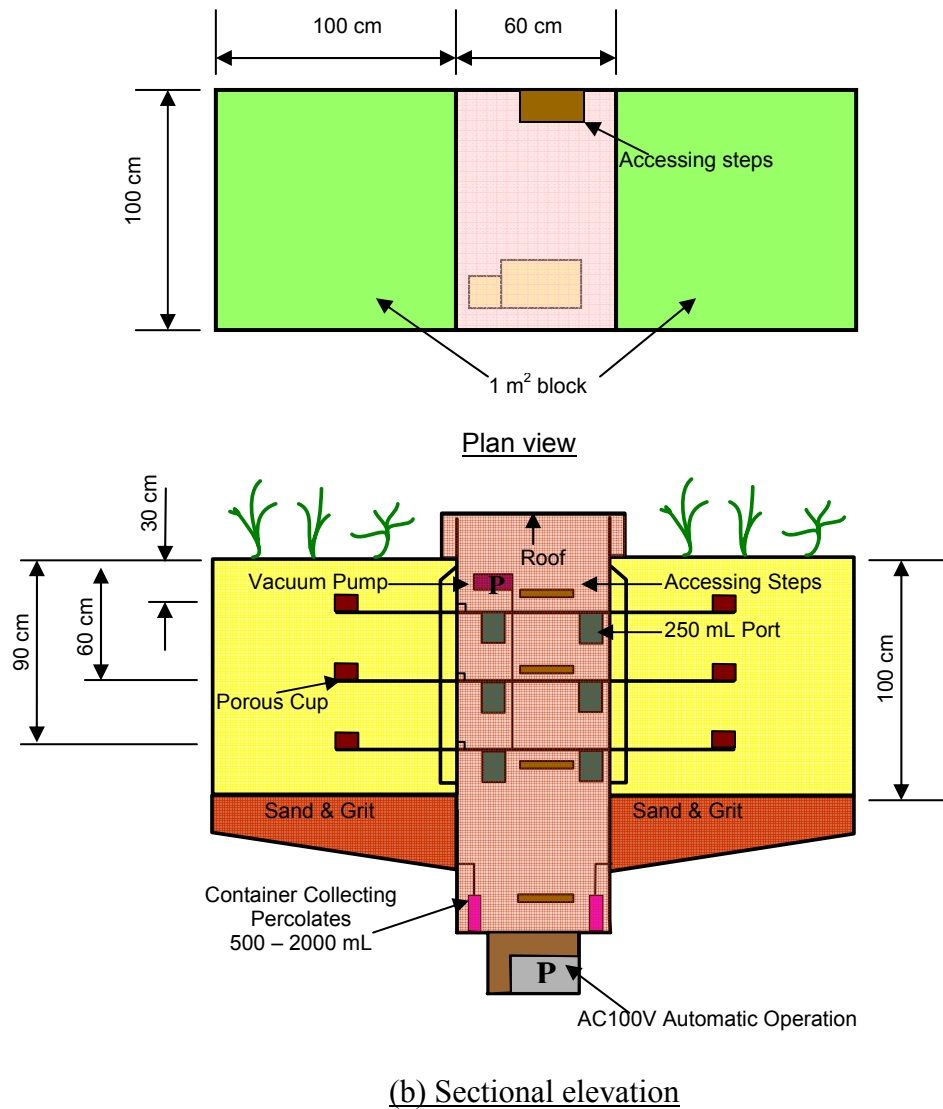 100 cm
60 cm
100 cm
Accessing steps
1 m² block
Plan view
30 cm
60 cm
90 cm
Roof
Vacuum Pump
P
Accessing Steps
250 mL Port
Porous Cup
100 cm
Sand & Grit
Sand & Grit
Container Collecting
Percolates
500 – 2000 mL
P
AC100V Automatic Operation
(b) Sectional elevation